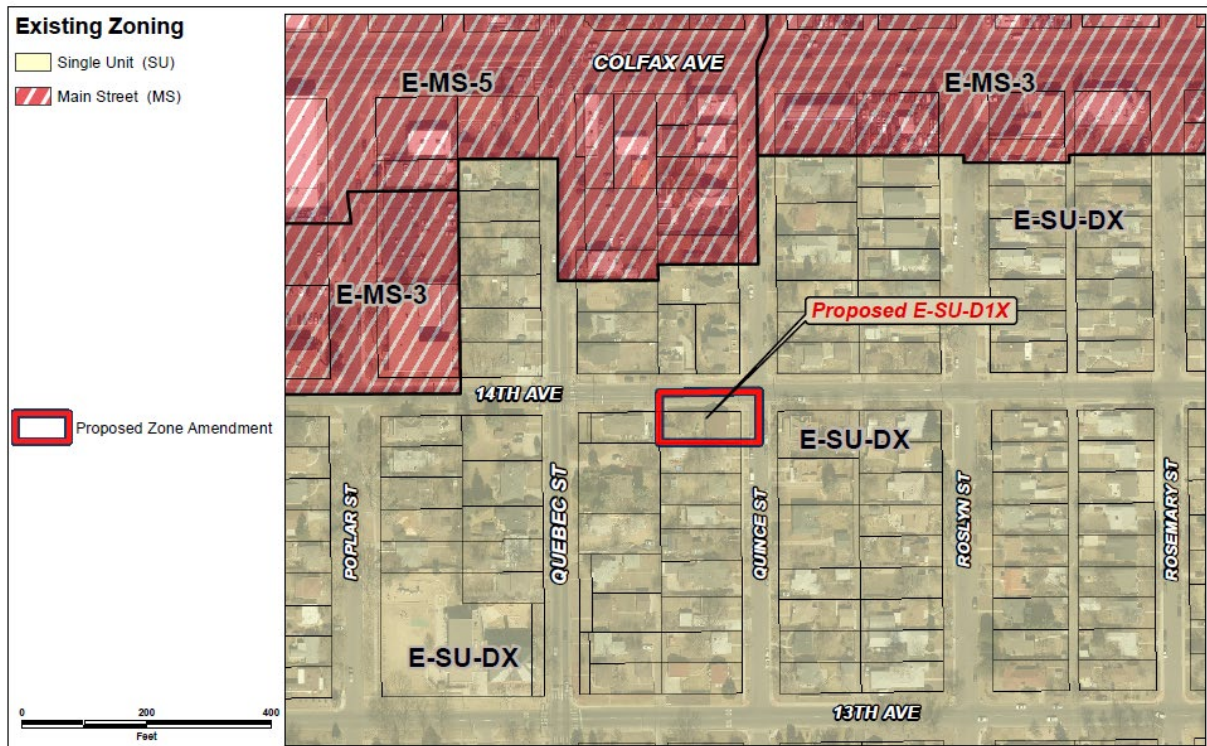 Existing Zoning
Single Unit (SU)
Main Street (MS)
Proposed Zone Amendment
0 200 400
Feet
COLFAX AVE
E-MS-5
E-MS-3
E-SU-DX
E-MS-3
Proposed E-SU-D1X
14TH AVE
E-SU-DX
POPLAR ST
QUEBEC ST
QUINCE ST
ROSLYN ST
ROSEMARY ST
E-SU-DX
13TH AVE